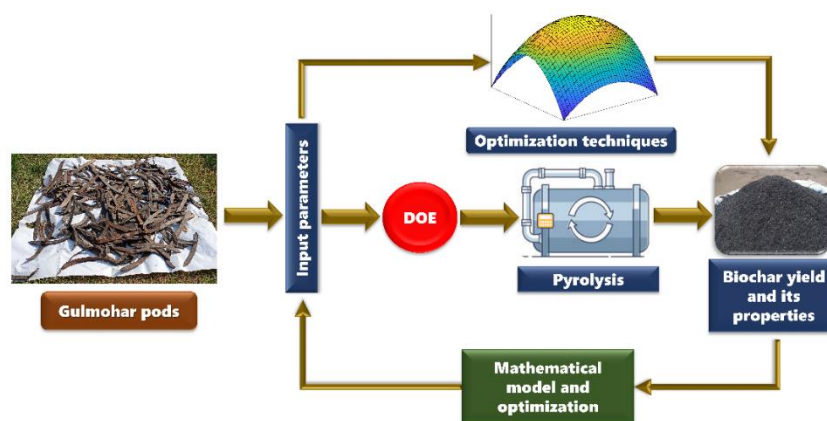 Optimization techniques
Input parameters
DOE
Pyrolysis
Gulmohar pods
Biochar yield
and its
properties
Mathematical
model and
optimization